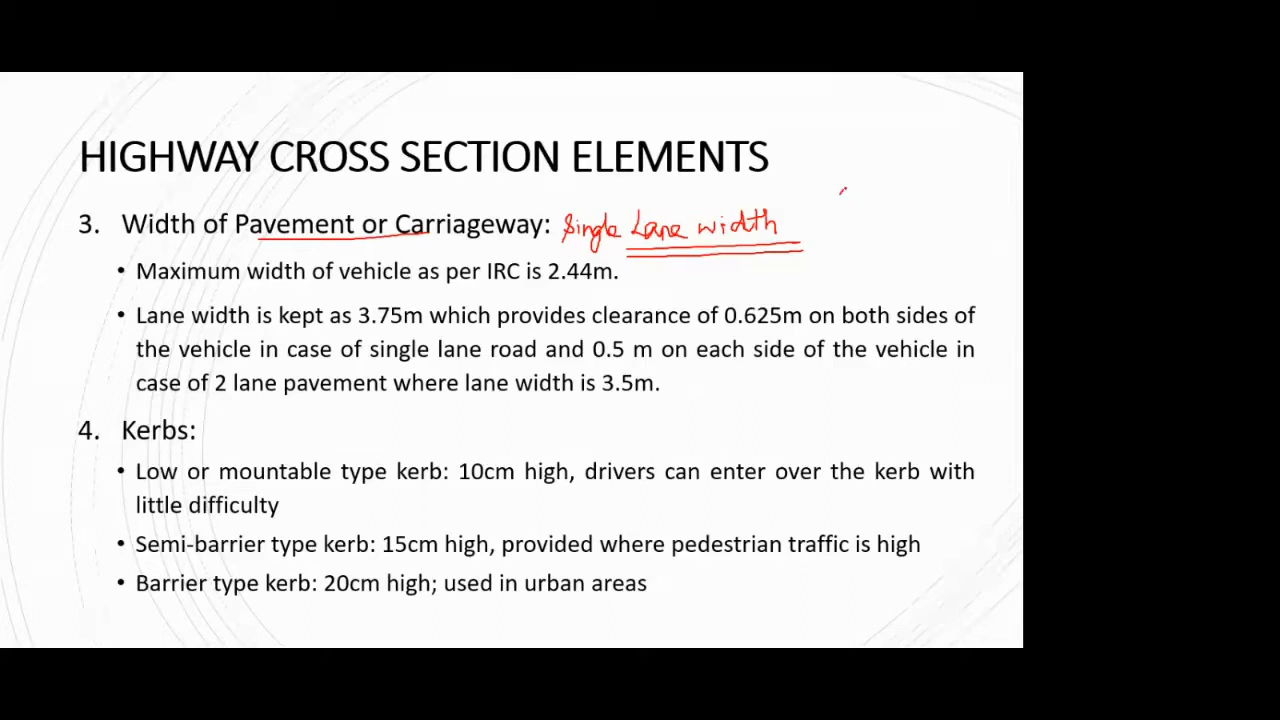 HIGHWAY CROSS SECTION ELEMENTS
3. Width of Pavement or Carriageway: Single Lane width
• Maximum width of vehicle as per IRC is 2.44m.
• Lane width is kept as 3.75m which provides clearance of 0.625m on both sides of
the vehicle in case of single lane road and 0.5 m on each side of the vehicle in
case of 2 lane pavement where lane width is 3.5m.
4. Kerbs:
• Low or mountable type kerb: 10cm high, drivers can enter over the kerb with
little difficulty
• Semi-barrier type kerb: 15cm high, provided where pedestrian traffic is high
• Barrier type kerb: 20cm high; used in urban areas